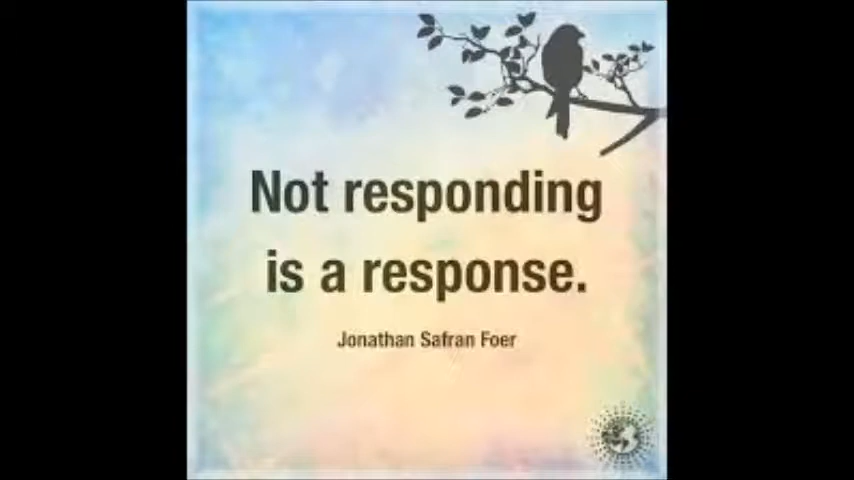 Not responding
is a response.
Jonathan Safran Foer